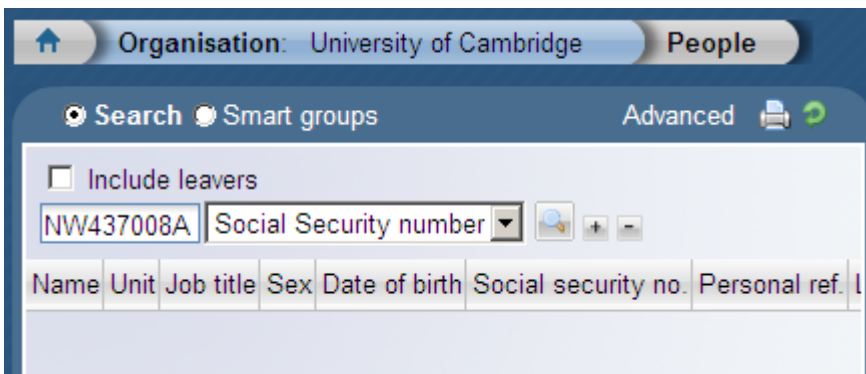 Organisation: University of Cambridge People
Search Smart groups Advanced
Include leavers
NW437008A Social Security number + -
Name Unit Job title Sex Date of birth Social security no. Personal ref.